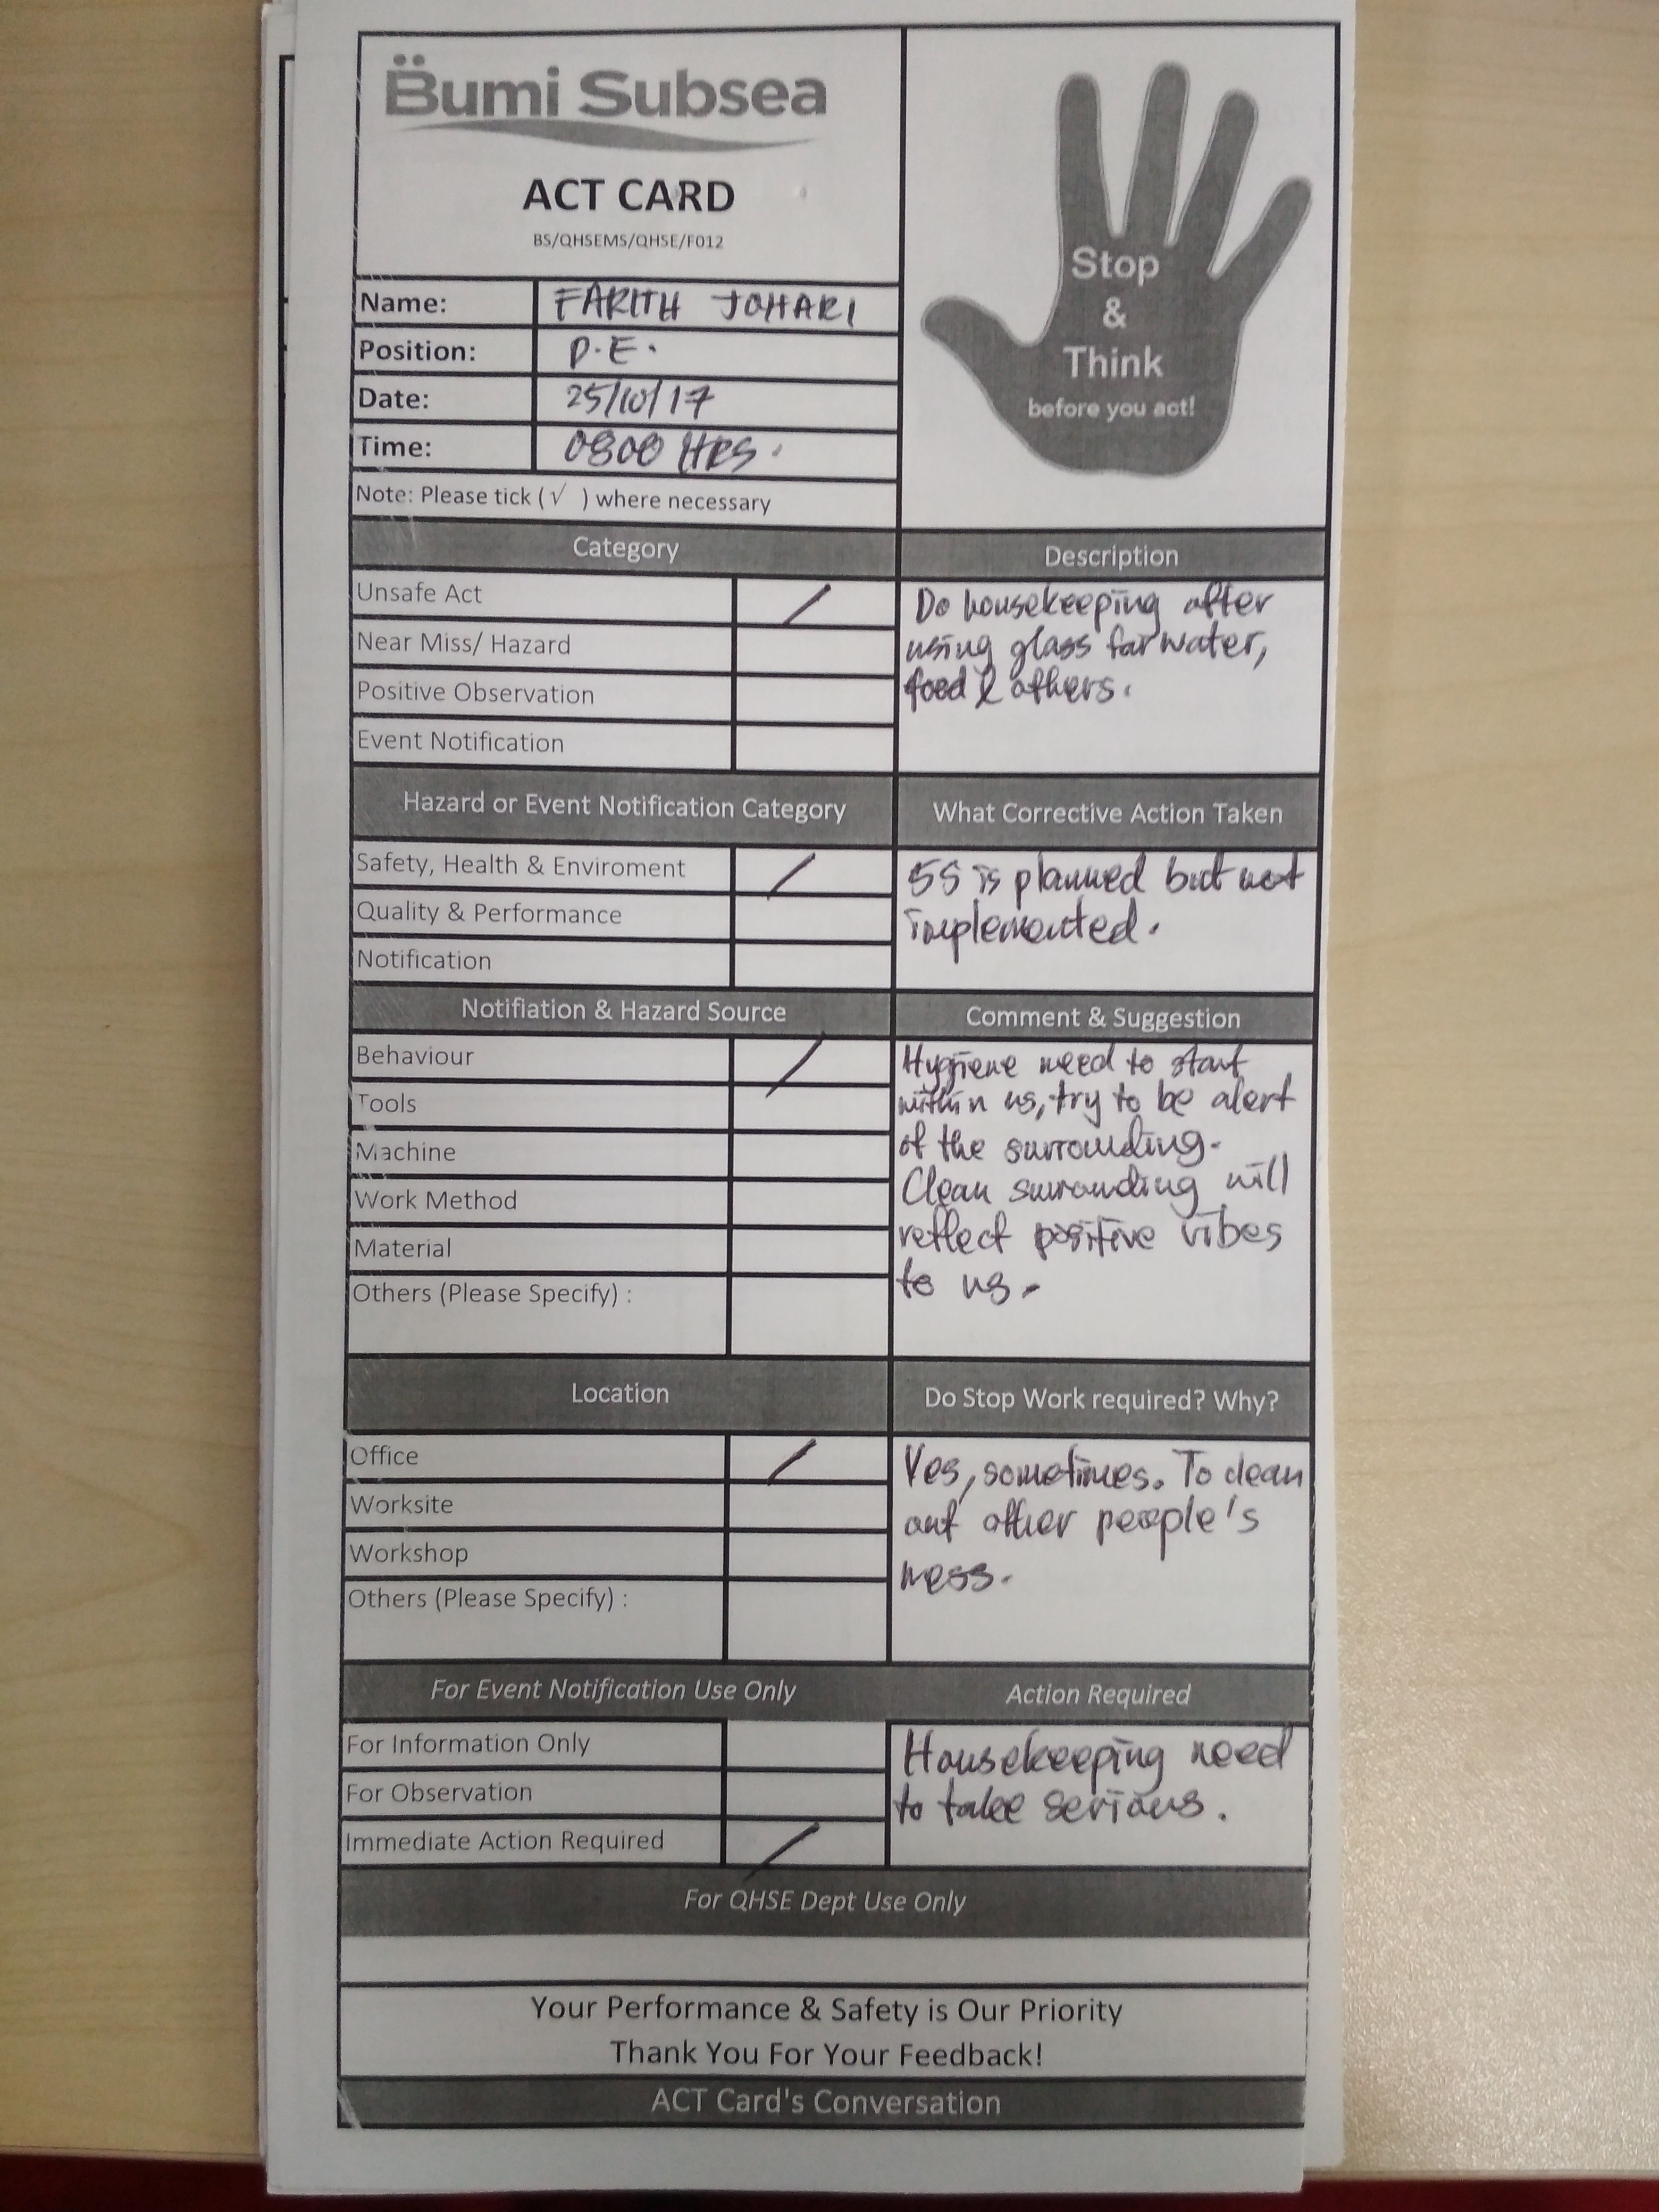 Bumi Subsea
ACT CARD
BS/QHSEMS/QHSE/F012
Stop
&
Think
before you act!
Name: FARITH JOHARI
Position: P.E.
Date: 25/10/17
Time: 0800 HRS.
Note: Please tick ( √ ) where necessary
Category
Unsafe Act /
Near Miss/ Hazard
Positive Observation
Event Notification
Description
Do housekeeping after
using glass for water,
food & others.
Hazard or Event Notification Category
Safety, Health & Enviroment /
Quality & Performance
Notification
What Corrective Action Taken
5S is planned but not
implemented.
Notifiation & Hazard Source
Behaviour /
Tools
Machine
Work Method
Material
Others (Please Specify) :
Comment & Suggestion
Hygiene need to start
within us, try to be alert
of the surrounding.
Clean surrounding will
reflect positive vibes
to us.
Location
Office /
Worksite
Workshop
Others (Please Specify) :
Do Stop Work required? Why?
Yes, sometimes. To clean
out other people's
mess.
For Event Notification Use Only
For Information Only
For Observation
Immediate Action Required /
Action Required
Housekeeping need
to take serious.
For QHSE Dept Use Only
Your Performance & Safety is Our Priority
Thank You For Your Feedback!
ACT Card's Conversation